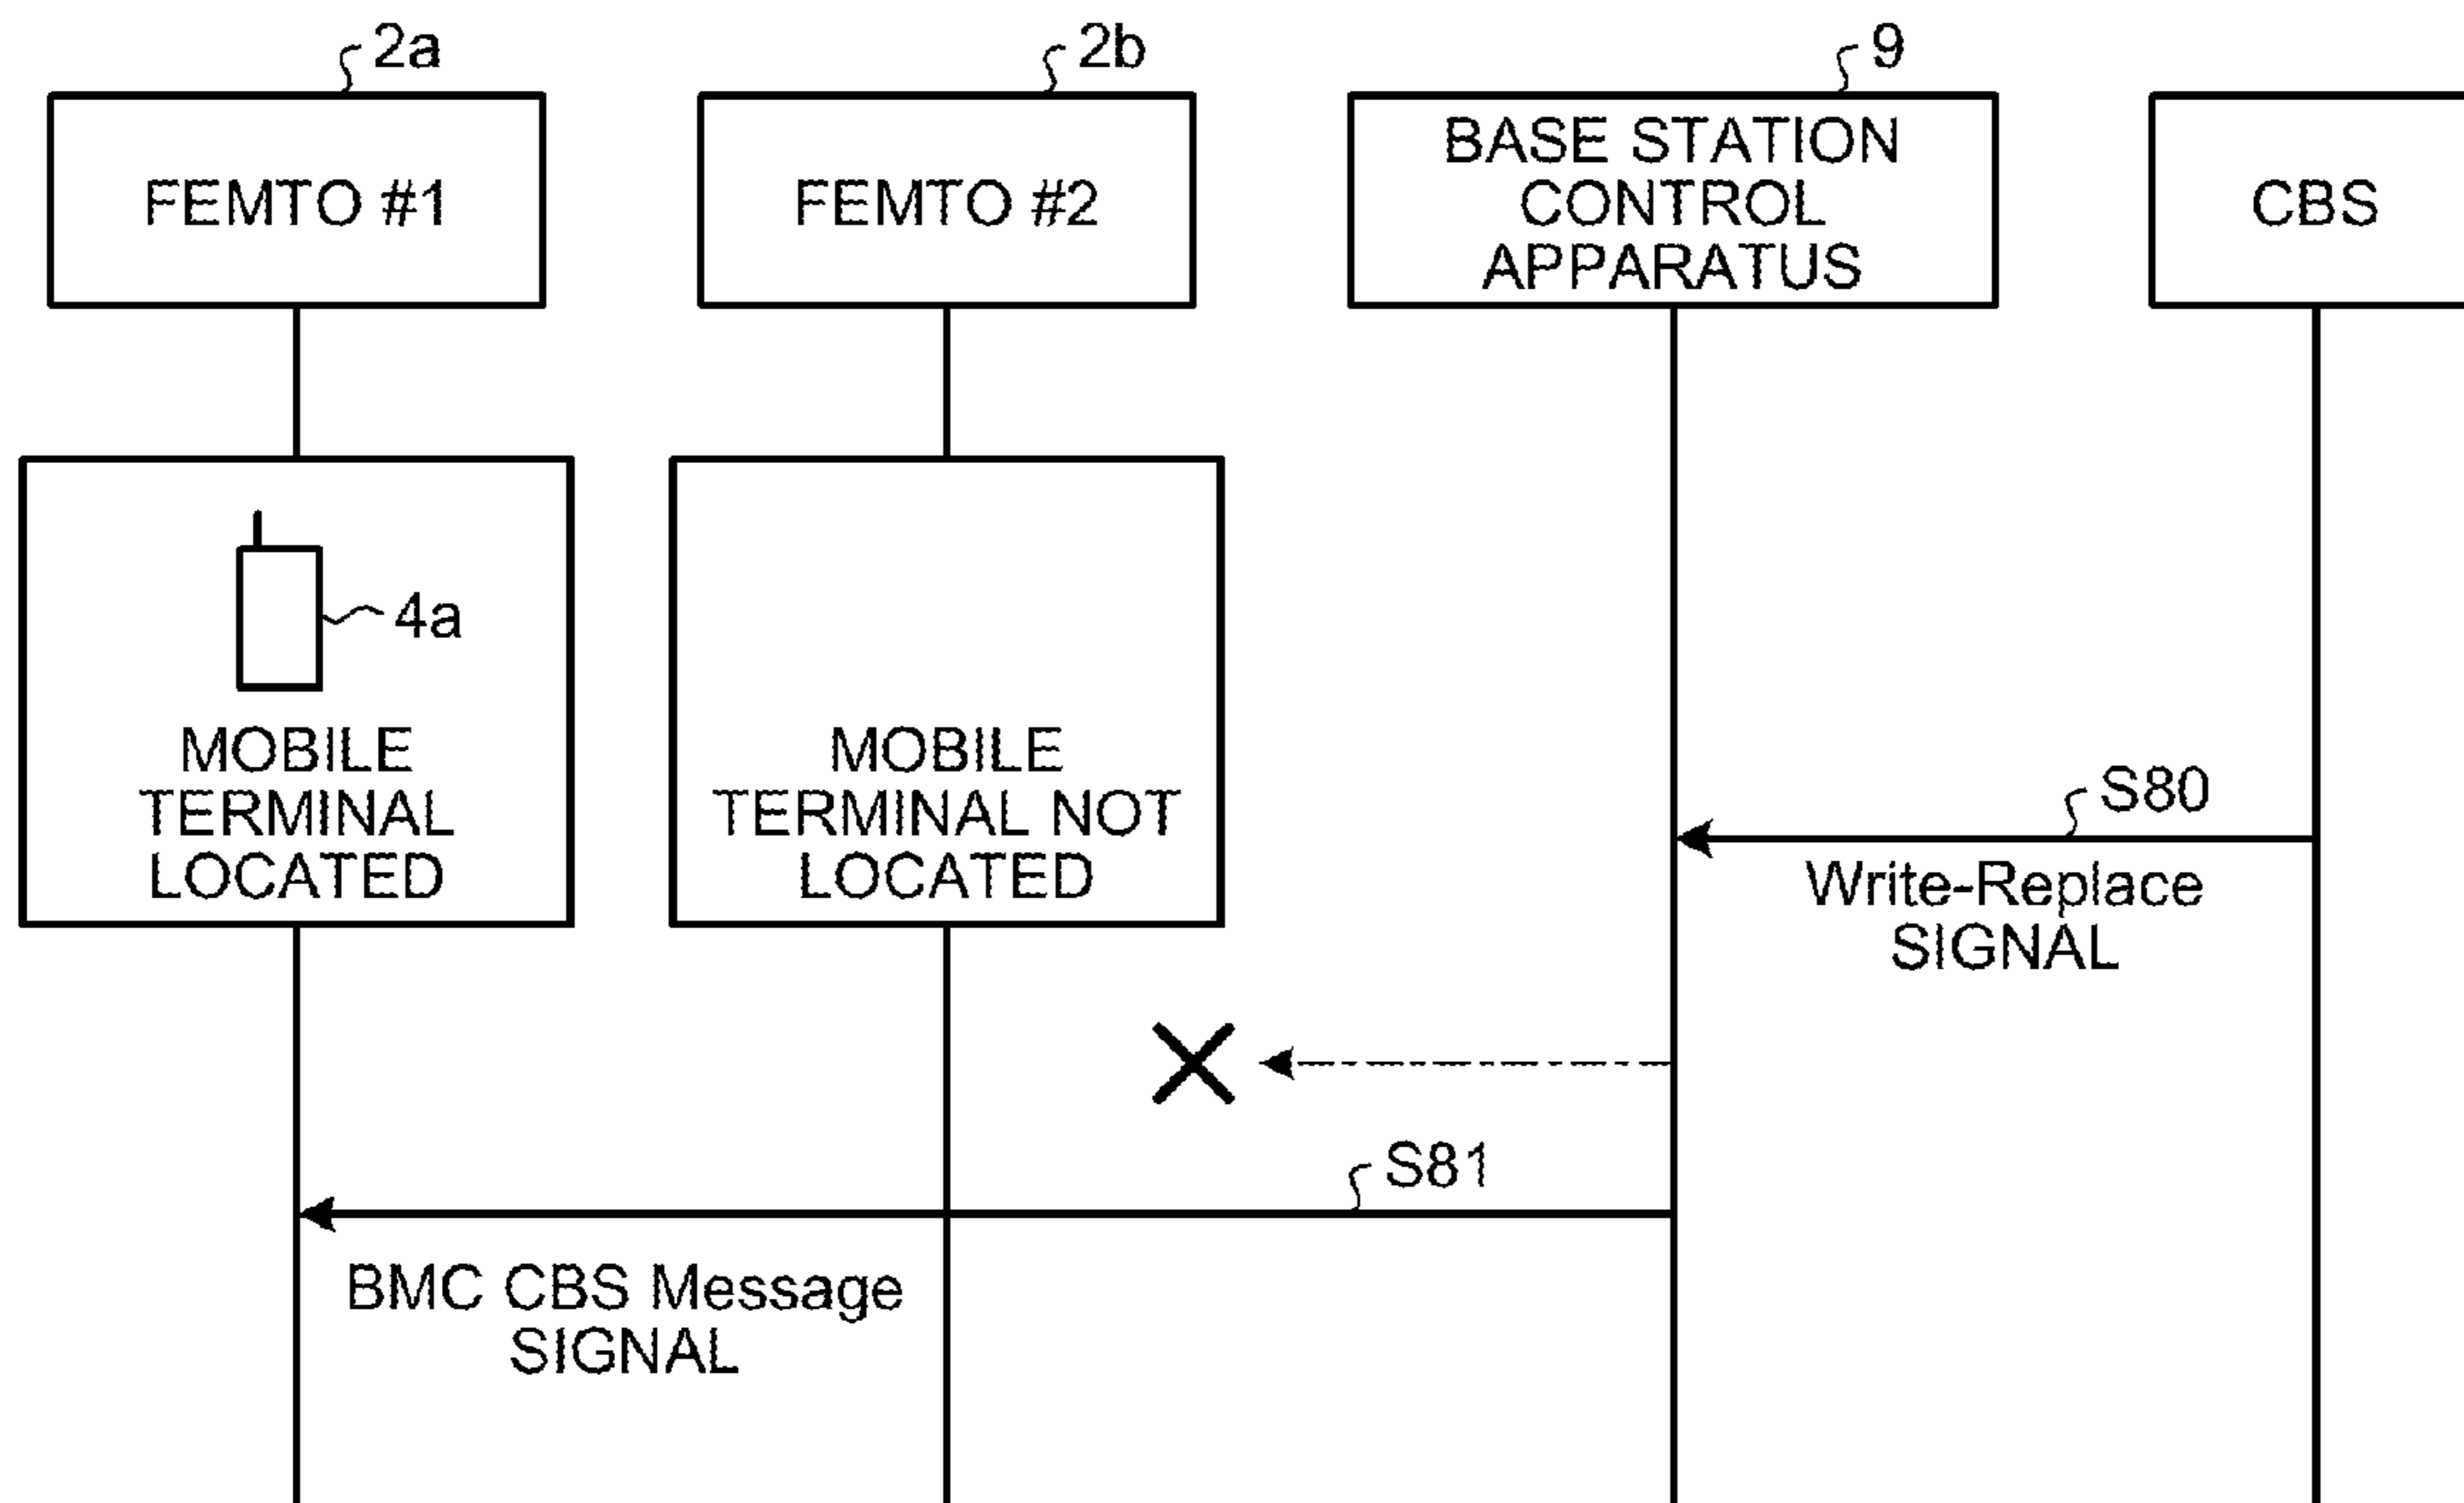 2a
2b
9
FEMTO #1
FEMTO #2
BASE STATION
CONTROL
APPARATUS
CBS
4a
MOBILE
TERMINAL
LOCATED
MOBILE
TERMINAL NOT
LOCATED
S80
Write-Replace
SIGNAL
S81
BMC CBS Message
SIGNAL